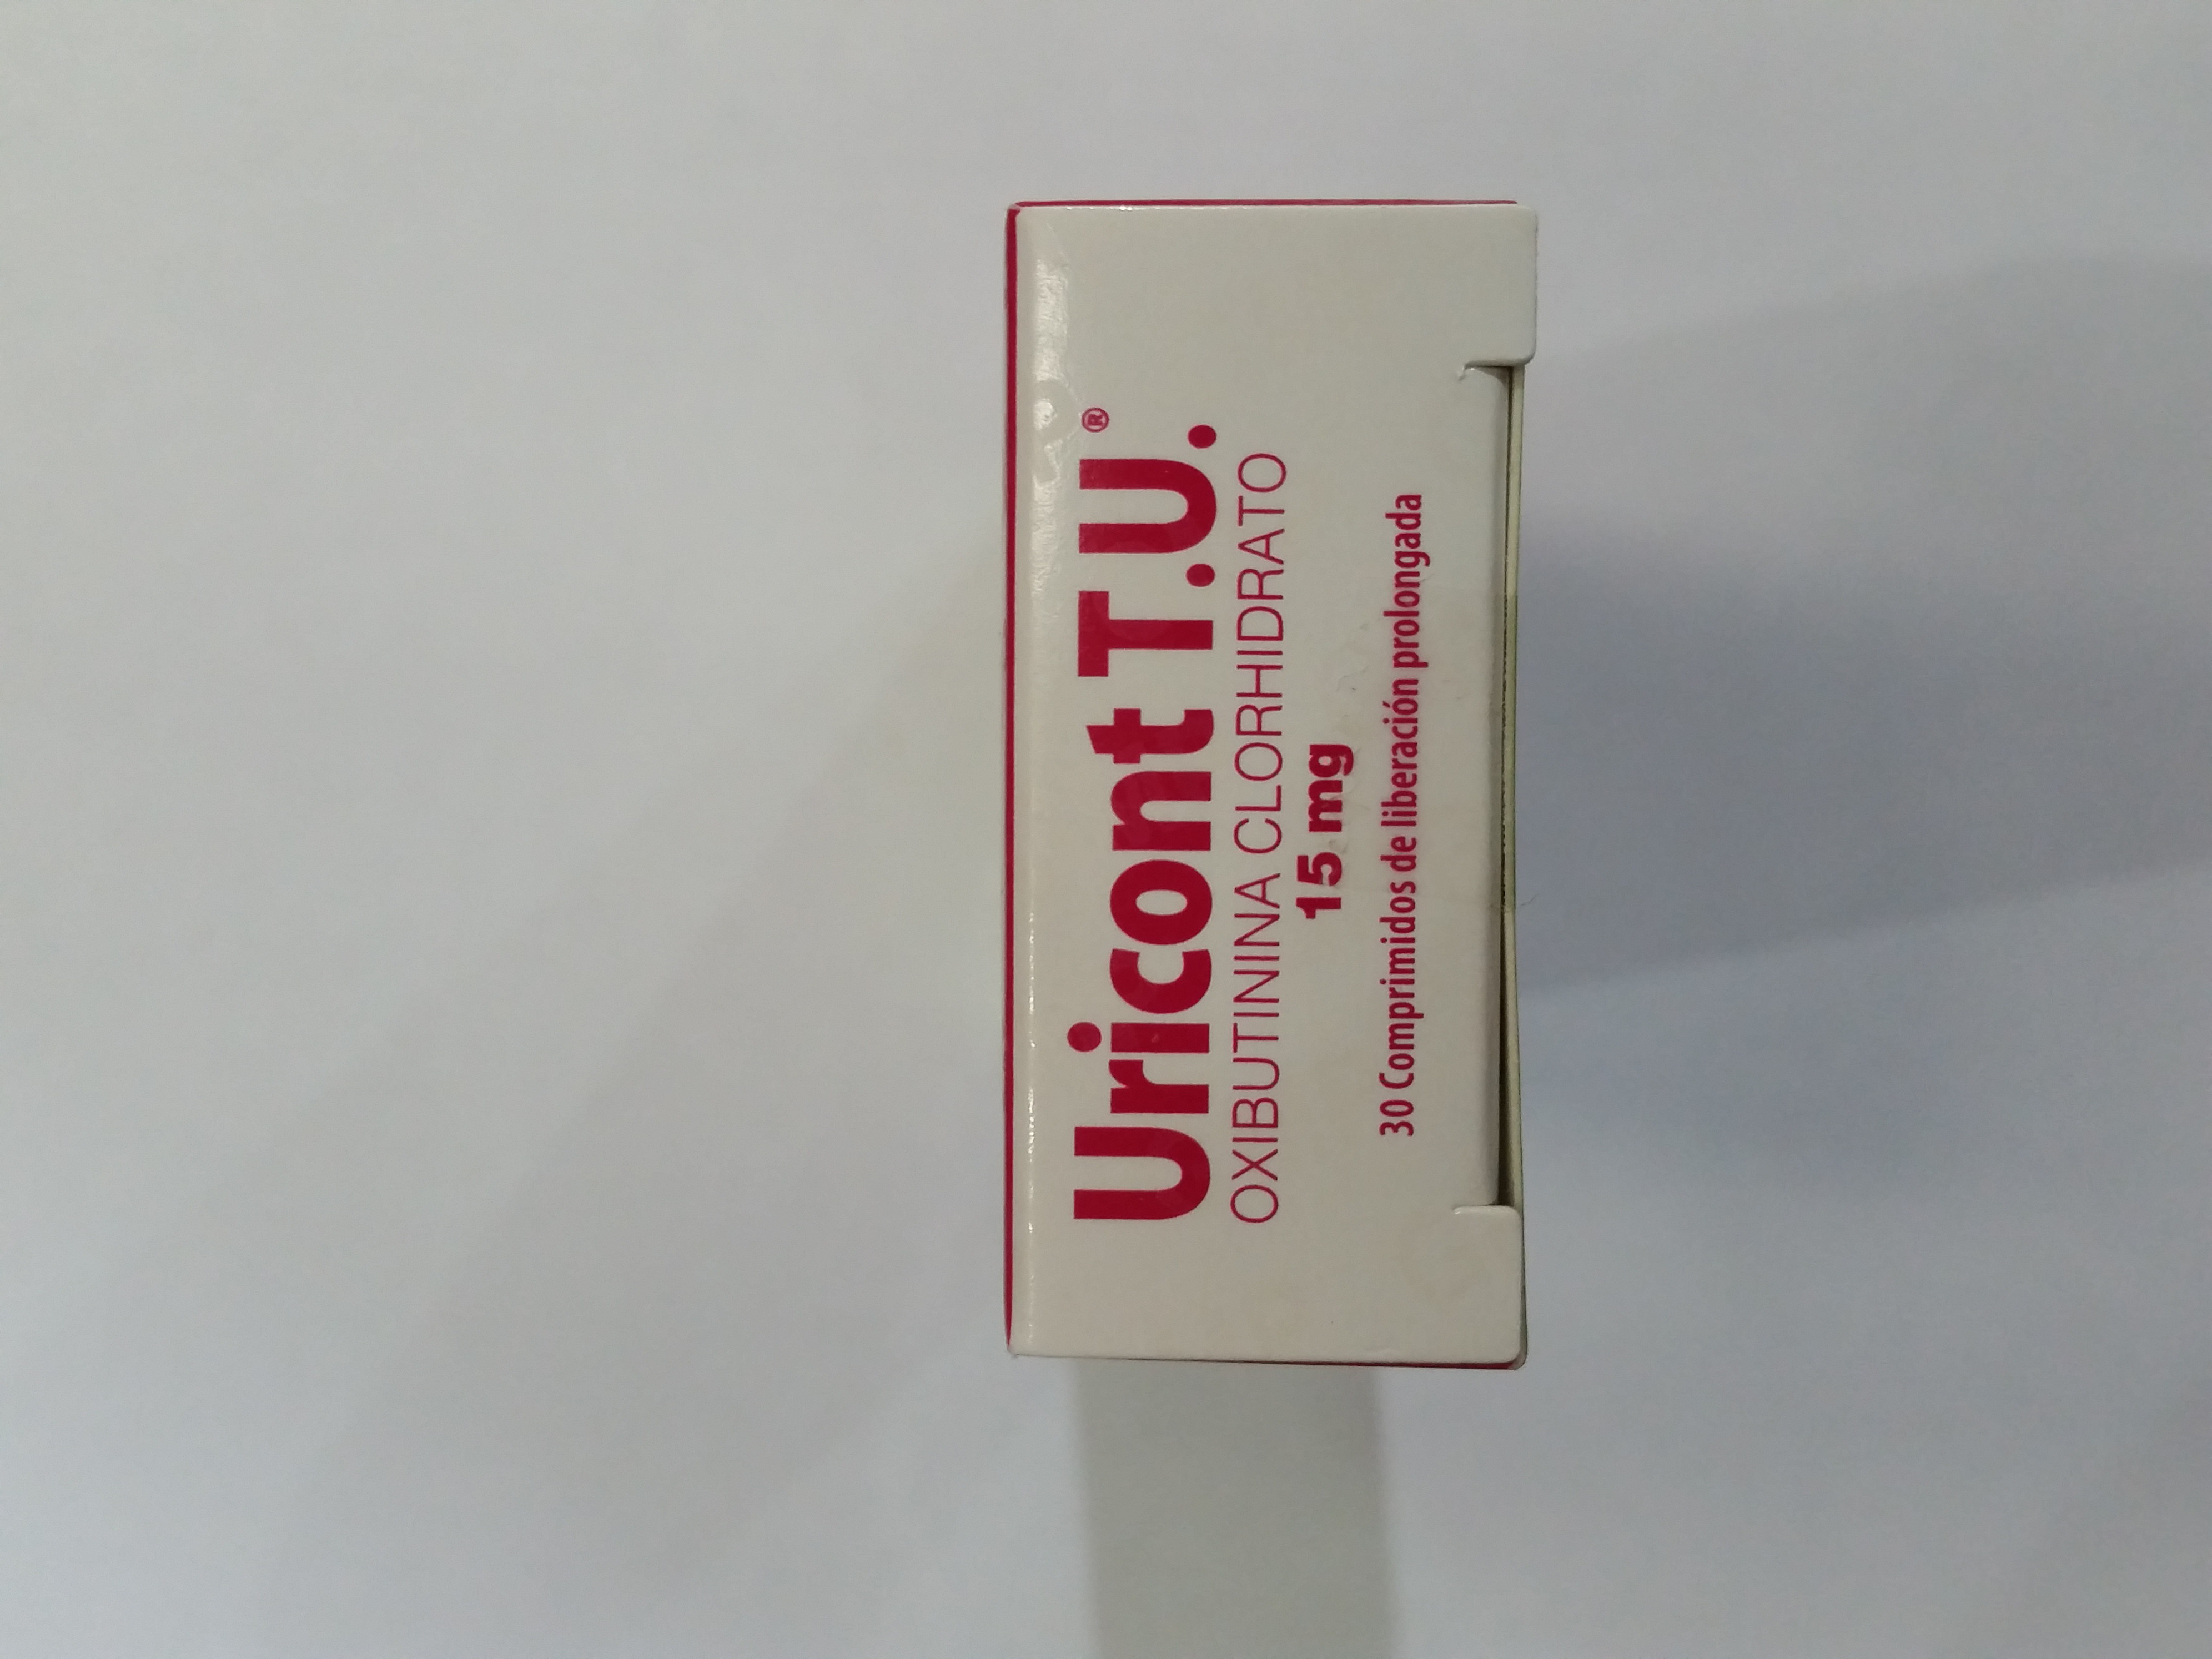 Uricont T.U.®
OXIBUTININA CLORHIDRATO
15 mg
30 Comprimidos de liberación prolongada